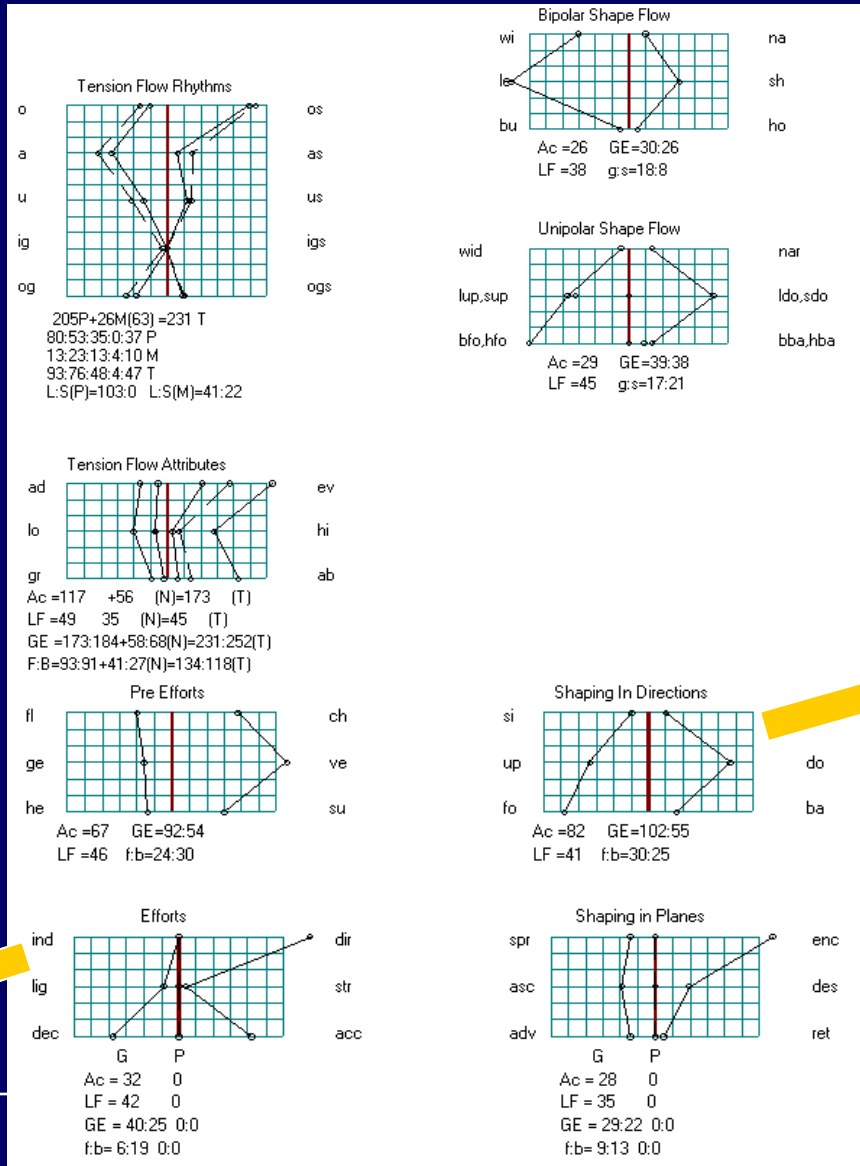 Bipolar Shape Flow
wi na
le sh
bu ho
Ac =26 GE=30:26
LF =38 g:s=18:8
Tension Flow Rhythms
o os
a as
u us
ig igs
og ogs
205P+26M(63) =231 T
80:53:35:0:37 P
13:23:13:4:10 M
93:76:48:4:47 T
L:S(P)=103:0 L:S(M)=41:22
Unipolar Shape Flow
wid nar
lup,sup ldo,sdo
bfo,hfo bba,hba
Ac =29 GE=39:38
LF =45 g:s=17:21
Tension Flow Attributes
ad ev
lo hi
gr ab
Ac =117 +56 (N)=173 (T)
LF =49 35 (N)=45 (T)
GE =173:184+58:68(N)=231:252(T)
F:B=93:91+41:27(N)=134:118(T)
Pre Efforts
fl ch
ge ve
he su
Ac =67 GE=92:54
LF =46 f:b=24:30
Shaping In Directions
si
up do
fo ba
Ac =82 GE=102:55
LF =41 f:b=30:25
Efforts
ind dir
lig str
dec acc
G P
Ac = 32 0
LF = 42 0
GE = 40:25 0:0
f:b= 6:19 0:0
Shaping in Planes
spr enc
asc des
adv ret
G P
Ac = 28 0
LF = 35 0
GE = 29:22 0:0
f:b= 9:13 0:0